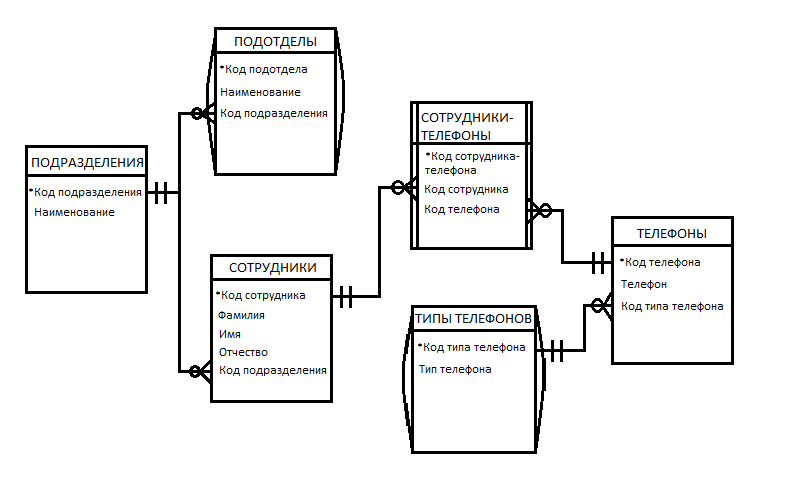 ПОДОТДЕЛЫ
*Код подотдела
Наименование
Код подразделения
ПОДРАЗДЕЛЕНИЯ
*Код подразделения
Наименование
СОТРУДНИКИ
*Код сотрудника
Фамилия
Имя
Отчество
Код подразделения
СОТРУДНИКИ-
ТЕЛЕФОНЫ
*Код сотрудника-
телефона
Код сотрудника
Код телефона
ТИПЫ ТЕЛЕФОНОВ
*Код типа телефона
Тип телефона
ТЕЛЕФОНЫ
*Код телефона
Телефон
Код типа телефона